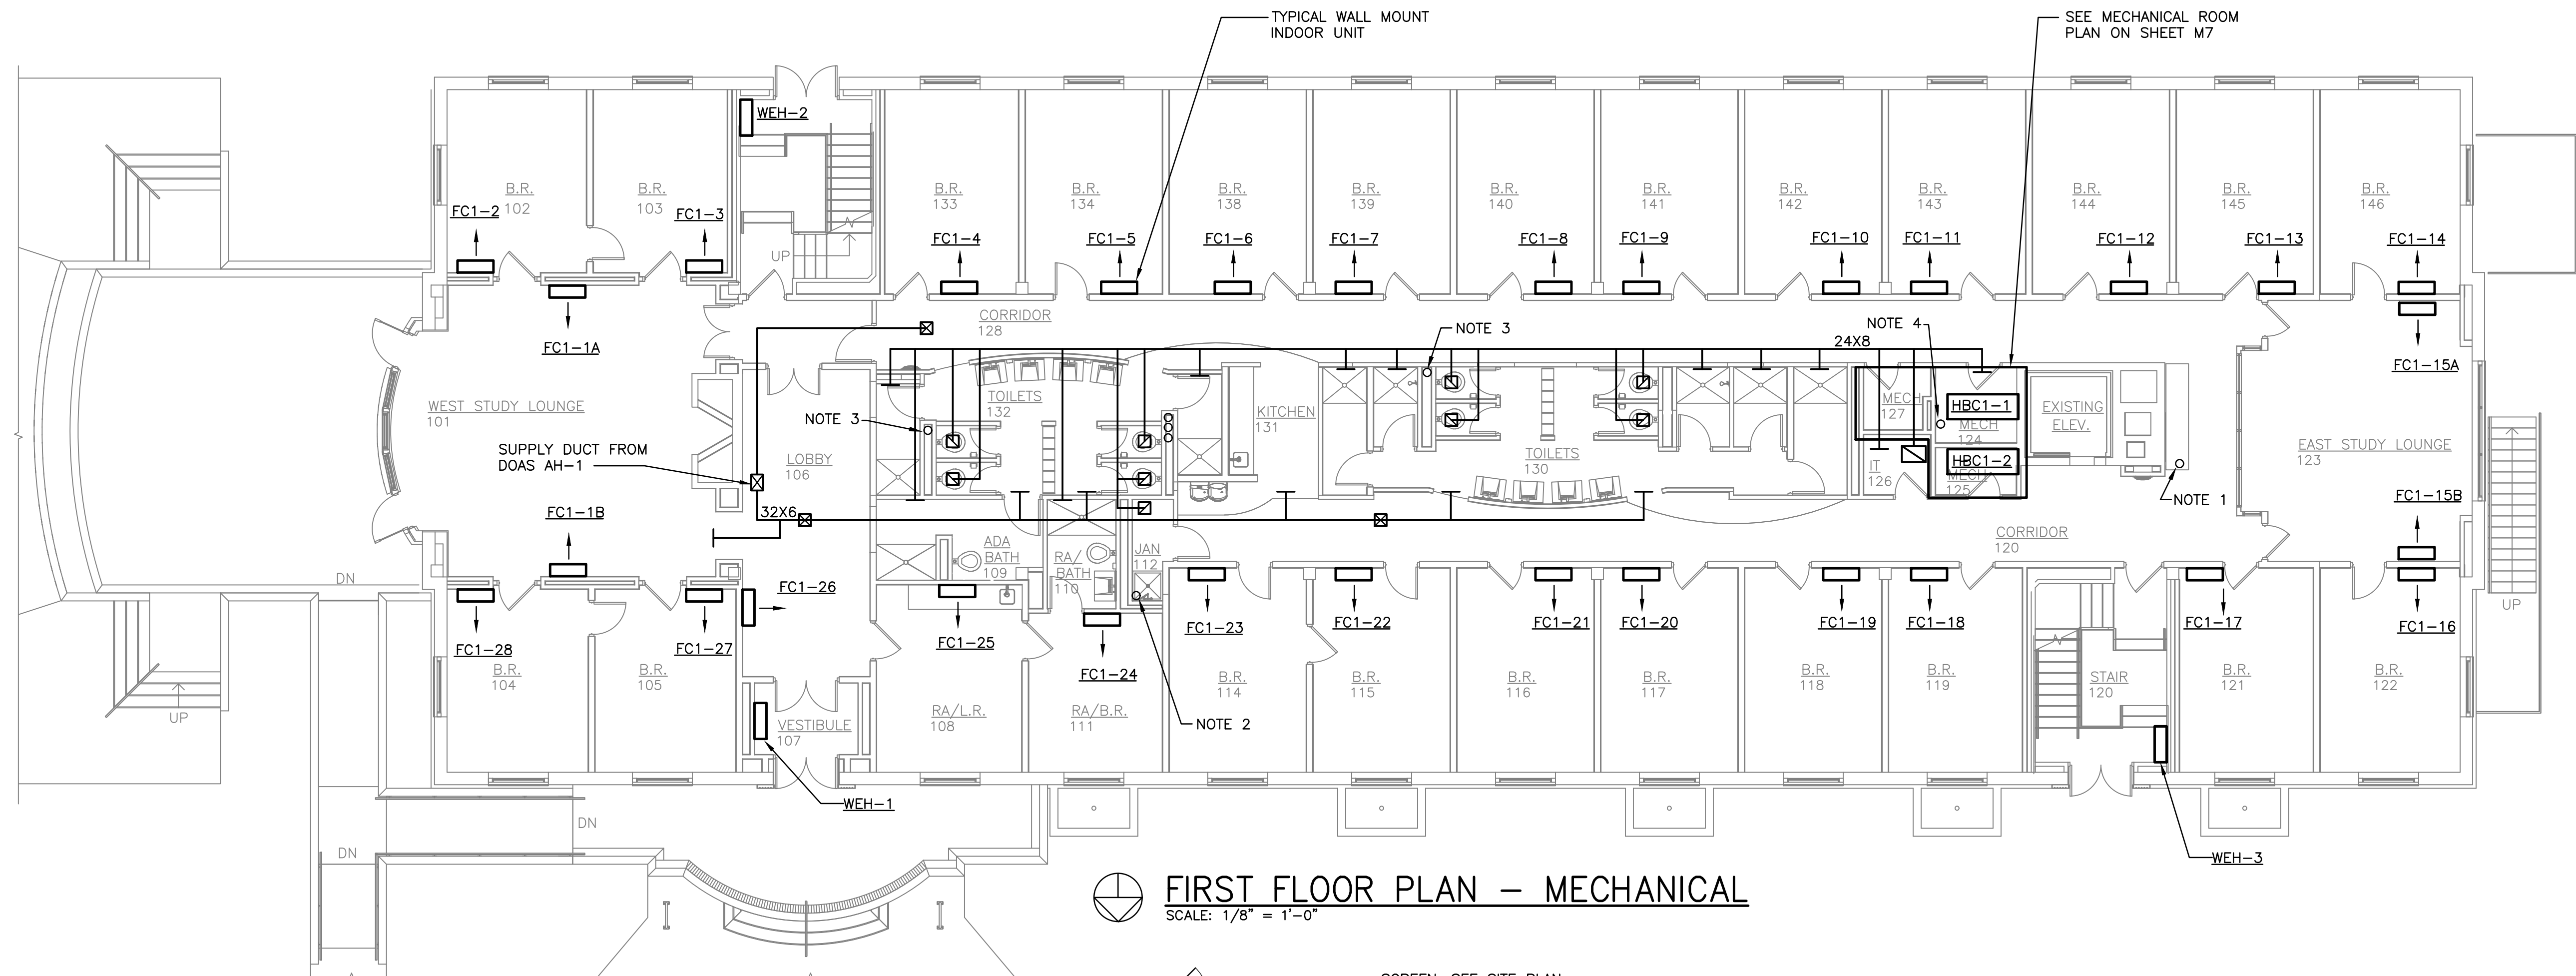 TYPICAL WALL MOUNT
INDOOR UNIT
SEE MECHANICAL ROOM
PLAN ON SHEET M7
WEH-2
B.R.
102
B.R.
103
FC1-2
FC1-3
UP
B.R.
133
B.R.
134
B.R.
138
B.R.
139
B.R.
140
B.R.
141
B.R.
142
B.R.
143
B.R.
144
B.R.
145
B.R.
146
FC1-4
FC1-5
FC1-6
FC1-7
FC1-8
FC1-9
FC1-10
FC1-11
FC1-12
FC1-13
FC1-14
CORRIDOR
128
NOTE 3
NOTE 4
24X8
FC1-1A
FC1-15A
WEST STUDY LOUNGE
101
SUPPLY DUCT FROM
DOAS AH-1
NOTE 3
LOBBY
106
TOILETS
132
KITCHEN
131
TOILETS
130
MECH
127
HBC1-1
MECH
124
HBC1-2
MECH
125
IT
126
EXISTING
ELEV.
EAST STUDY LOUNGE
123
NOTE 1
FC1-15B
FC1-1B
32X6
ADA
BATH
109
RA/
BATH
110
JAN
112
CORRIDOR
120
DN
UP
FC1-28
FC1-27
FC1-26
FC1-25
FC1-24
FC1-23
FC1-22
FC1-21
FC1-20
FC1-19
FC1-18
FC1-17
FC1-16
B.R.
104
B.R.
105
RA/L.R.
108
RA/B.R.
111
B.R.
114
B.R.
115
B.R.
116
B.R.
117
B.R.
118
B.R.
119
STAIR
120
B.R.
121
B.R.
122
UP
VESTIBULE
107
NOTE 2
WEH-1
WEH-3
DN
DN
FIRST FLOOR PLAN - MECHANICAL
SCALE: 1/8" = 1'-0"
SCREEN, SEE SITE PLAN